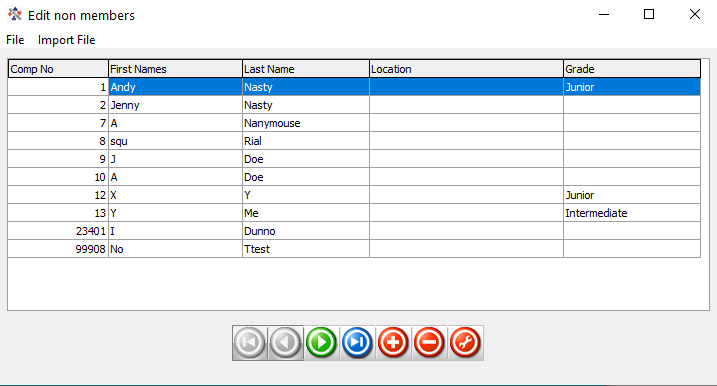 Edit non members
File Import File
Comp No First Names Last Name Location Grade
1 Andy Nasty Junior
2 Jenny Nasty
7 A Nanymouse
8 squ Rial
9 J Doe
10 A Doe
12 X Y Junior
13 Y Me Intermediate
23401 I Dunno
99908 No Ttest